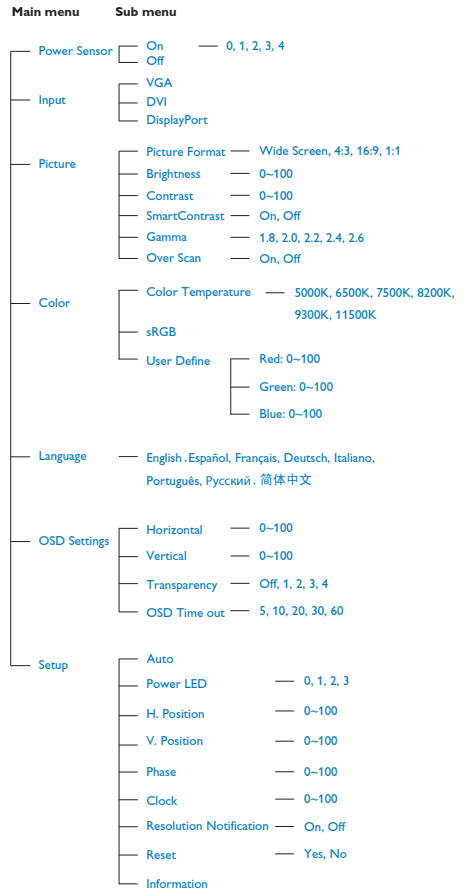 Main menu Sub menu
Power Sensor On 0, 1, 2, 3, 4
Off
Input VGA
DVI
DisplayPort
Picture Picture Format Wide Screen, 4:3, 16:9, 1:1
Brightness 0~100
Contrast 0~100
SmartContrast On, Off
Gamma 1.8, 2.0, 2.2, 2.4, 2.6
Over Scan On, Off
Color Color Temperature 5000K, 6500K, 7500K, 8200K,
9300K, 11500K
sRGB
User Define Red: 0~100
Green: 0~100
Blue: 0~100
Language English , Español, Français, Deutsch, Italiano,
Português, Русский , 简体中文
OSD Settings Horizontal 0~100
Vertical 0~100
Transparency Off, 1, 2, 3, 4
OSD Time out 5, 10, 20, 30, 60
Setup Auto
Power LED 0, 1, 2, 3
H. Position 0~100
V. Position 0~100
Phase 0~100
Clock 0~100
Resolution Notification On, Off
Reset Yes, No
Information